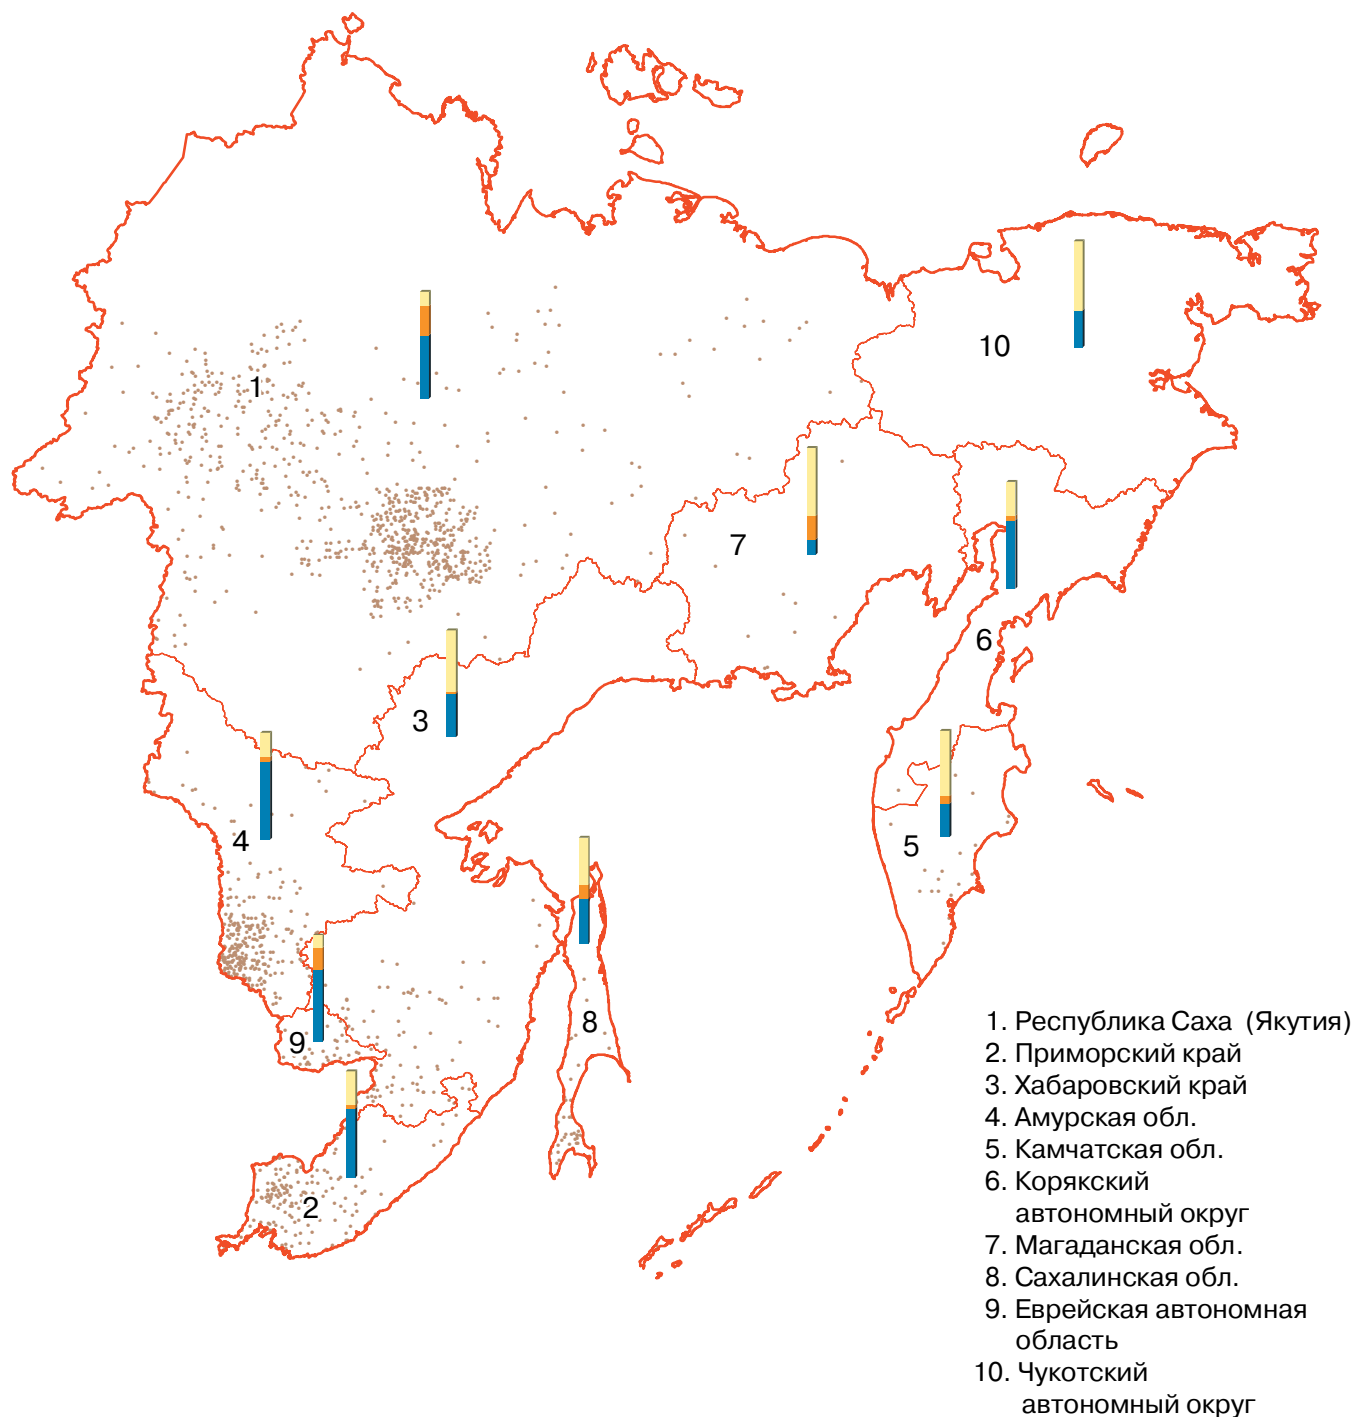 10
1
7
6
3
4
5
8
9
2
1. Республика Саха (Якутия)
2. Приморский край
3. Хабаровский край
4. Амурская обл.
5. Камчатская обл.
6. Корякский
автономный округ
7. Магаданская обл.
8. Сахалинская обл.
9. Еврейская автономная
область
10. Чукотский
автономный округ